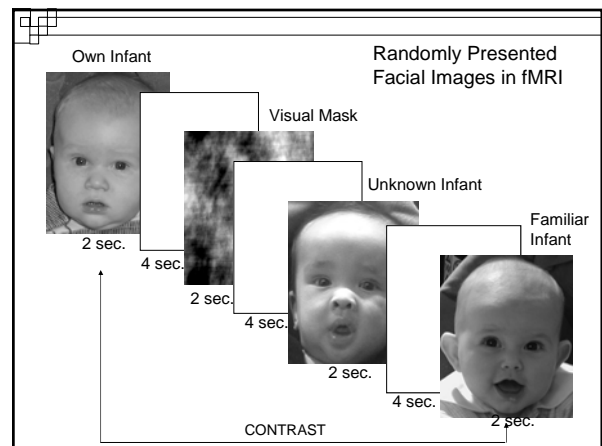 Randomly Presented
Facial Images in fMRI
Own Infant
Visual Mask
Unknown Infant
Familiar
Infant
2 sec.
4 sec.
2 sec.
4 sec.
2 sec.
4 sec.
2 sec.
CONTRAST